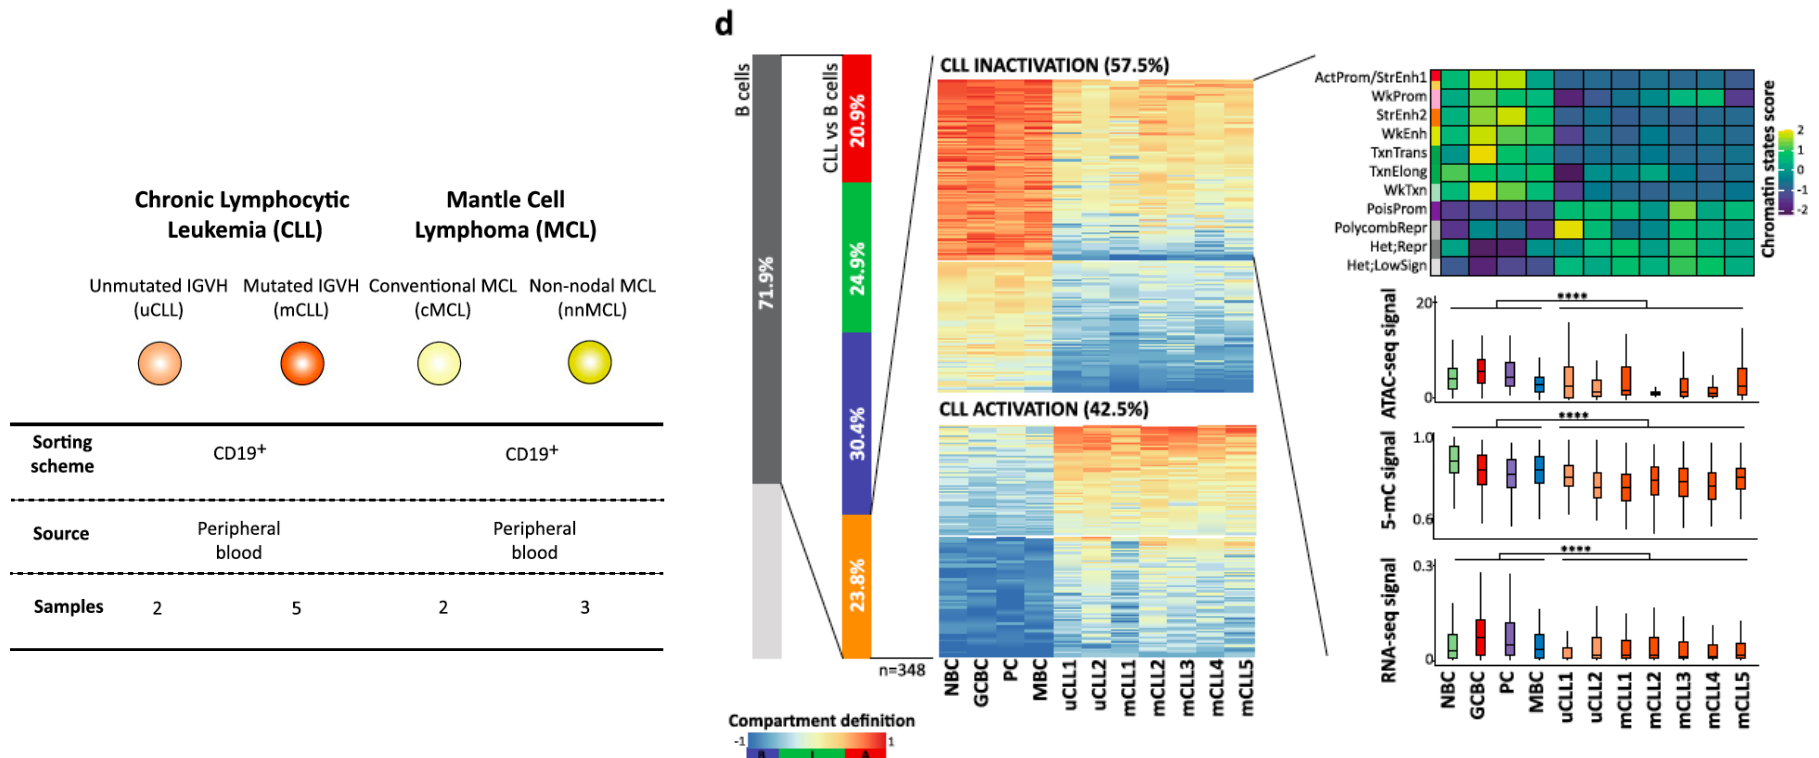 d
Chronic Lymphocytic
Leukemia (CLL)
Mantle Cell
Lymphoma (MCL)
Unmutated IGVH
(uCLL)
Mutated IGVH
(mCLL)
Conventional MCL
(cMCL)
Non-nodal MCL
(nnMCL)
Sorting
scheme
CD19+
CD19+
Source
Peripheral
blood
Peripheral
blood
Samples
2
5
2
3
B cells
71.9%
CLL vs B cells
20.9%
24.9%
30.4%
23.8%
n=348
CLL INACTIVATION (57.5%)
CLL ACTIVATION (42.5%)
NBC
GCBC
PC
MBC
uCLL1
uCLL2
mCLL1
mCLL2
mCLL3
mCLL4
mCLL5
Compartment definition
-1
1
B
I
A
ActProm/StrEnh1
WkProm
StrEnh2
WkEnh
TxnTrans
TxnElong
WkTxn
PoisProm
PolycombRepr
Het;Repr
Het;LowSign
Chromatin states score
2
1
0
-1
-2
ATAC-seq signal
20
0
****
5-mC signal
1.0
0.6
****
RNA-seq signal
0.3
0
****
NBC
GCBC
PC
MBC
uCLL1
uCLL2
mCLL1
mCLL2
mCLL3
mCLL4
mCLL5